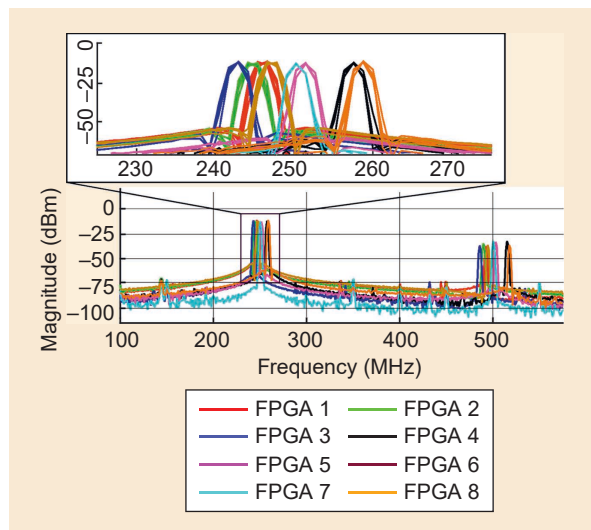 0
−25
−50
230 240 250 260 270
Magnitude (dBm)
0
−25
−50
−75
−100
100 200 300 400 500
Frequency (MHz)
FPGA 1 FPGA 2
FPGA 3 FPGA 4
FPGA 5 FPGA 6
FPGA 7 FPGA 8